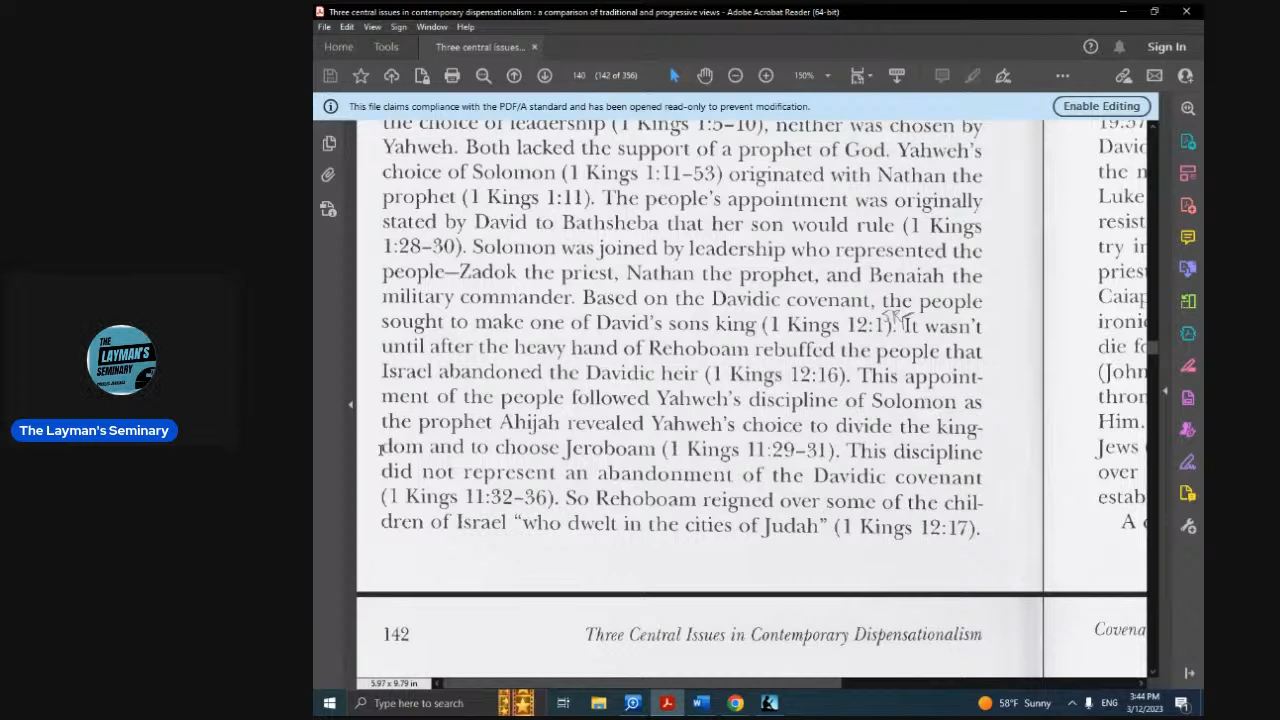 Three central issues in contemporary dispensationalism : a comparison of traditional and progressive views - Adobe Acrobat Reader (64-bit)
File Edit View Sign Window Help
Home Tools Three central issues... × Sign In
140 (142 of 356) 150%
This file claims compliance with the PDF/A standard and has been opened read-only to prevent modification. Enable Editing
the choice of leadership (1 Kings 1:5–10), neither was chosen by
Yahweh. Both lacked the support of a prophet of God. Yahweh's
choice of Solomon (1 Kings 1:11–53) originated with Nathan the
prophet (1 Kings 1:11). The people's appointment was originally
stated by David to Bathsheba that her son would rule (1 Kings
1:28–30). Solomon was joined by leadership who represented the
people—Zadok the priest, Nathan the prophet, and Benaiah the
military commander. Based on the Davidic covenant, the people
sought to make one of David's sons king (1 Kings 12:1). It wasn't
until after the heavy hand of Rehoboam rebuffed the people that
Israel abandoned the Davidic heir (1 Kings 12:16). This appoint-
ment of the people followed Yahweh's discipline of Solomon as
the prophet Ahijah revealed Yahweh's choice to divide the king-
dom and to choose Jeroboam (1 Kings 11:29–31). This discipline
did not represent an abandonment of the Davidic covenant
(1 Kings 11:32–36). So Rehoboam reigned over some of the chil-
dren of Israel "who dwelt in the cities of Judah" (1 Kings 12:17).
19:37
David
the m
Luke
resist
try in
priest
Caiap
ironi
die fo
(John
thron
Him.
Jews
over
estab
A c
142 Three Central Issues in Contemporary Dispensationalism
Covena
5.97 x 9.79 in
THE
LAYMAN'S
SEMINARY
The Layman's Seminary
Type here to search
58°F Sunny
ENG
3:44 PM
3/12/2023